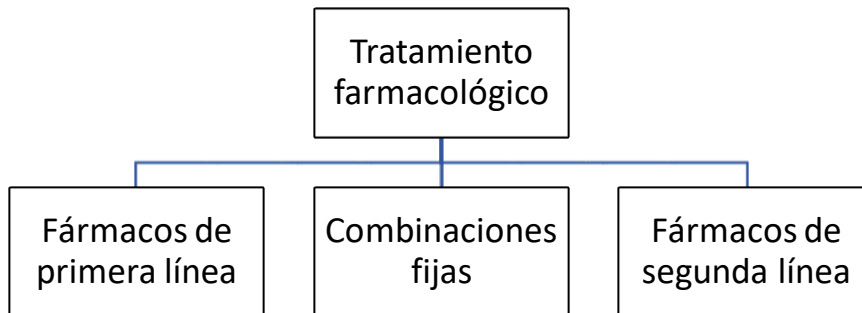 Tratamiento
farmacológico
Fármacos de
primera línea
Combinaciones
fijas
Fármacos de
segunda línea